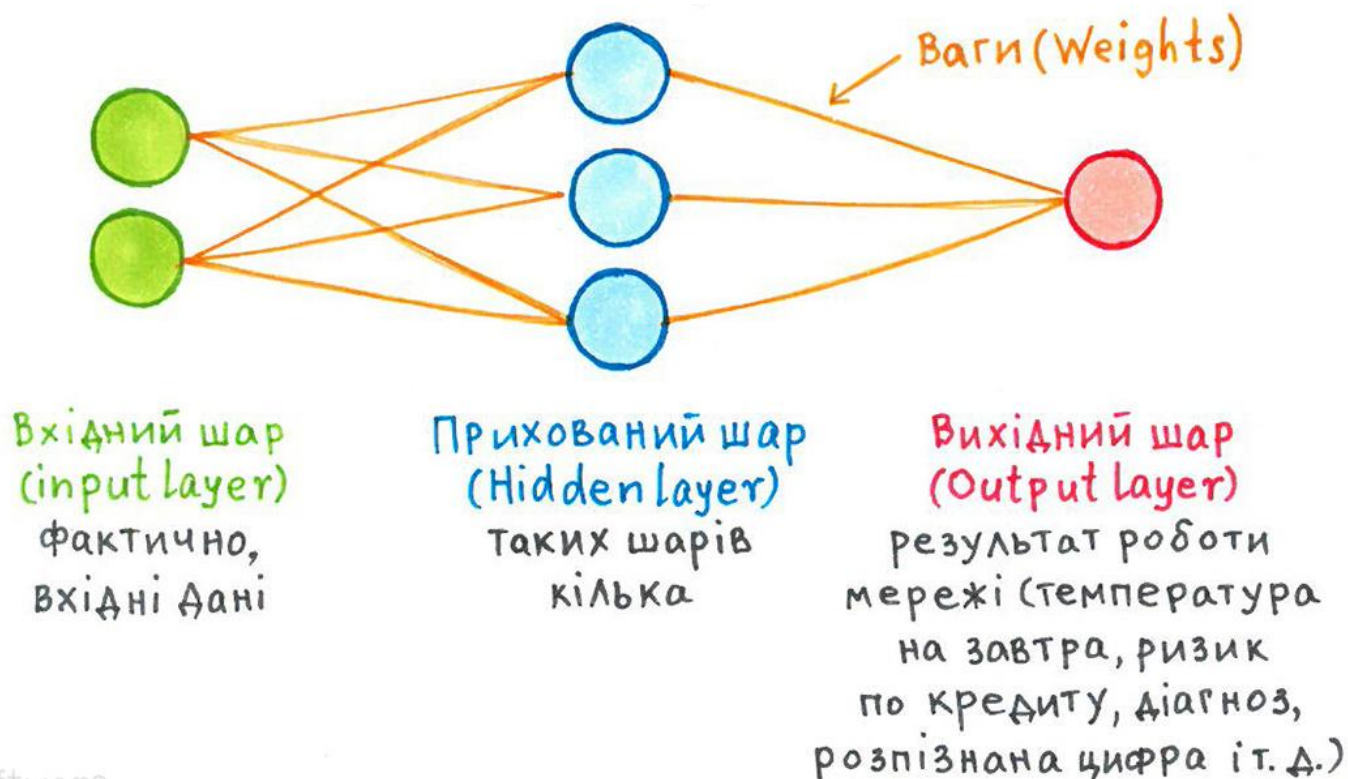 Ваги (Weights)
Вхідний шар
(input layer)
фактично,
вхідні дані
Прихований шар
(Hidden layer)
таких шарів
кілька
Вихідний шар
(Output layer)
результат роботи
мережі (температура
на завтра, ризик
по кредиту, діагноз,
розпізнана цифра і т. д.)